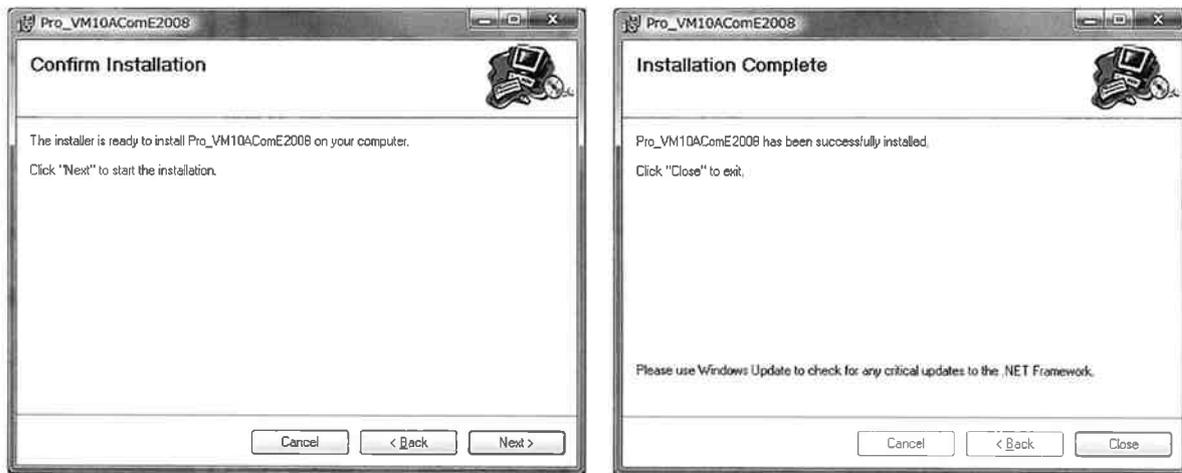 Pro_VM10AComE2008
Confirm Installation
The installer is ready to install Pro_VM10AComE2008 on your computer.
Click "Next" to start the installation.
Cancel
< Back
Next >
Pro_VM10AComE2008
Installation Complete
Pro_VM10AComE2008 has been successfully installed.
Click "Close" to exit.
Please use Windows Update to check for any critical updates to the .NET Framework.
Cancel
< Back
Close